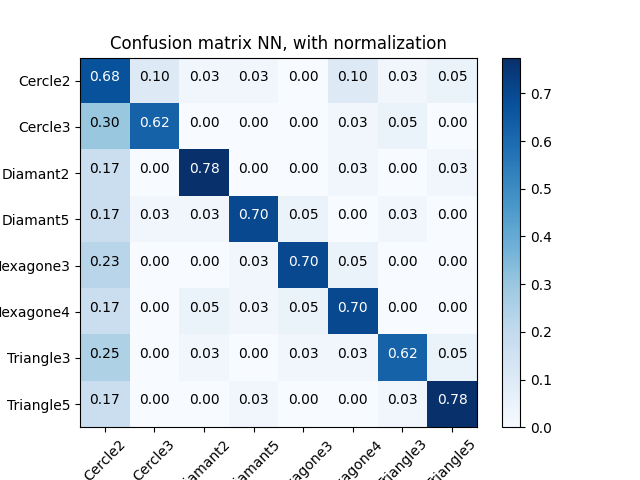 Confusion matrix NN, with normalization
Cercle2 0.68 0.10 0.03 0.03 0.00 0.10 0.03 0.05
Cercle3 0.30 0.62 0.00 0.00 0.00 0.03 0.05 0.00
Diamant2 0.17 0.00 0.78 0.00 0.00 0.03 0.00 0.03
Diamant5 0.17 0.03 0.03 0.70 0.05 0.00 0.03 0.00
exagone3 0.23 0.00 0.00 0.03 0.70 0.05 0.00 0.00
exagone4 0.17 0.00 0.05 0.03 0.05 0.70 0.00 0.00
Triangle3 0.25 0.00 0.03 0.00 0.03 0.03 0.62 0.05
Triangle5 0.17 0.00 0.00 0.03 0.00 0.00 0.03 0.78
Cercle2 Cercle3 iamant2 iamant5 agone3 agone4 riangle3 riangle5
0.7
0.6
0.5
0.4
0.3
0.2
0.1
0.0